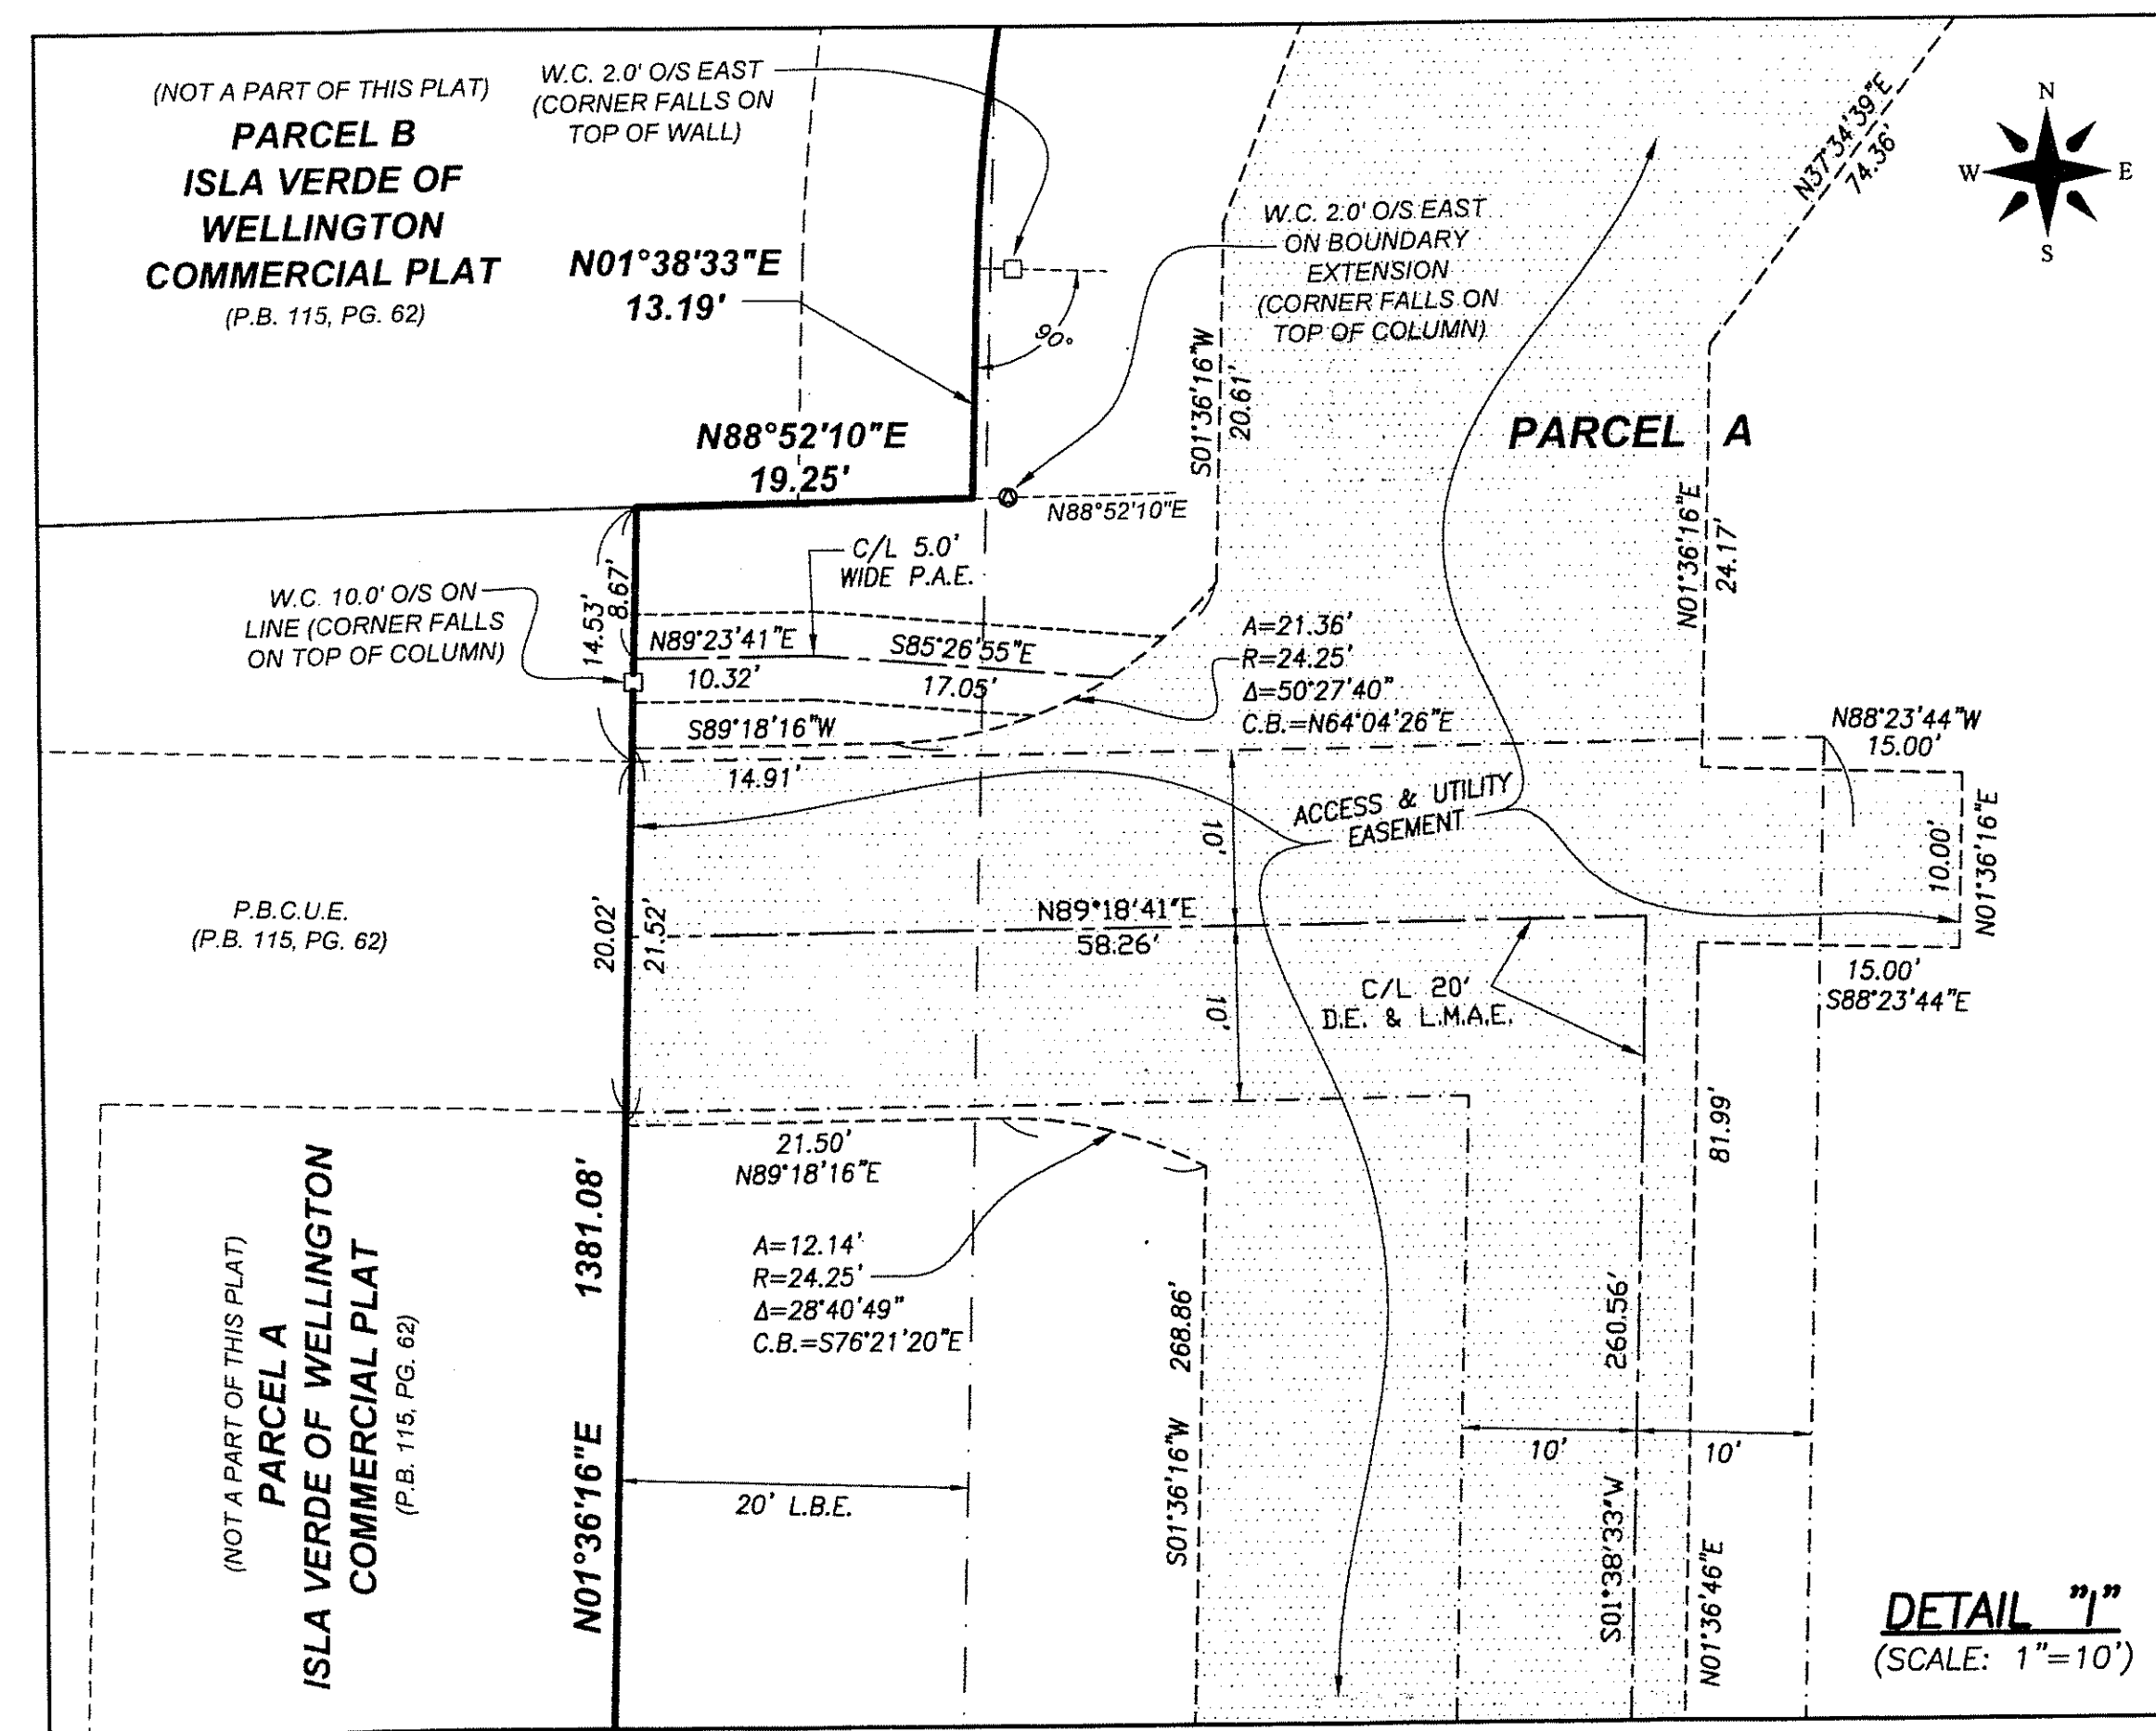 (NOT A PART OF THIS PLAT)
PARCEL B
ISLA VERDE OF
WELLINGTON
COMMERCIAL PLAT
(P.B. 115, PG. 62)
W.C. 2.0' O/S EAST
(CORNER FALLS ON
TOP OF WALL)
N01°38'33"E
13.19'
N88°52'10"E
19.25'
W.C. 2.0' O/S EAST
ON BOUNDARY
EXTENSION
(CORNER FALLS ON
TOP OF COLUMN)
90°
N88°52'10"E
S01°36'16"W
20.61'
N37°34'39"E
74.36'
N
W
E
S
PARCEL A
N01°36'16"E
24.17'
W.C. 10.0' O/S ON
LINE (CORNER FALLS
ON TOP OF COLUMN)
14.53'
8.67'
C/L 5.0'
WIDE P.A.E.
N89°23'41"E
10.32'
S85°26'55"E
17.05'
S89°18'16"W
14.91'
A=21.36'
R=24.25'
Δ=50°27'40"
C.B.=N64°04'26"E
N88°23'44"W
15.00'
10.00'
N01°36'16"E
15.00'
S88°23'44"E
ACCESS & UTILITY
EASEMENT
10'
10'
P.B.C.U.E.
(P.B. 115, PG. 62)
20.02'
21.52'
N89°18'41"E
58.26'
C/L 20'
D.E. & L.M.A.E.
21.50'
N89°18'16"E
A=12.14'
R=24.25'
Δ=28°40'49"
C.B.=S76°21'20"E
81.99'
(NOT A PART OF THIS PLAT)
PARCEL A
ISLA VERDE OF WELLINGTON
COMMERCIAL PLAT
(P.B. 115, PG. 62)
N01°36'16"E 1381.08'
20' L.B.E.
S01°36'16"W 268.86'
10'
10'
S01°38'33"W 260.56'
N01°36'46"E
DETAIL "I"
(SCALE: 1"=10')